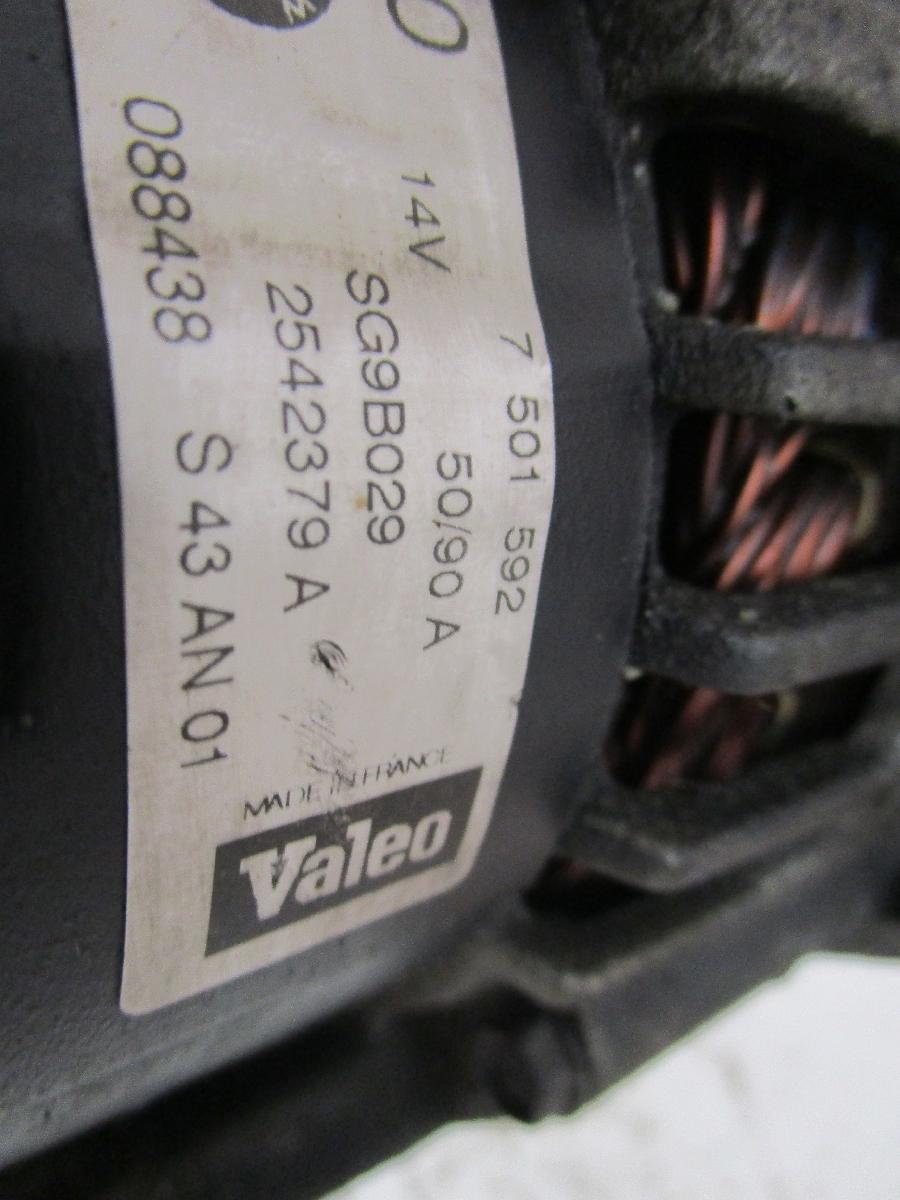 7 501 592
14V 50/90 A
SG9B029
2542379 A
088438 S 43 AN 01
MADE IN FRANCE
Valeo